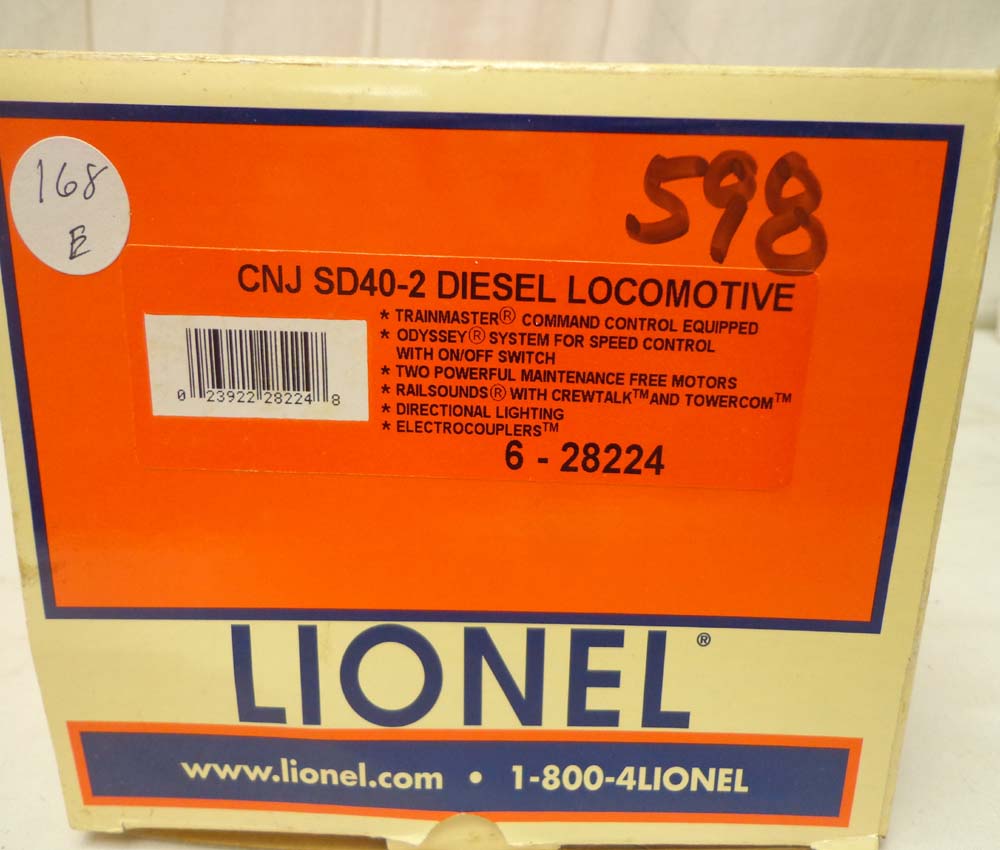 168
E
598
CNJ SD40-2 DIESEL LOCOMOTIVE
* TRAINMASTER® COMMAND CONTROL EQUIPPED
* ODYSSEY® SYSTEM FOR SPEED CONTROL
WITH ON/OFF SWITCH
* TWO POWERFUL MAINTENANCE FREE MOTORS
* RAILSOUNDS® WITH CREWTALK™ AND TOWERCOM™
* DIRECTIONAL LIGHTING
* ELECTROCOUPLERS™
0 23922 28224 8
6 - 28224
LIONEL®
www.lionel.com • 1-800-4LIONEL